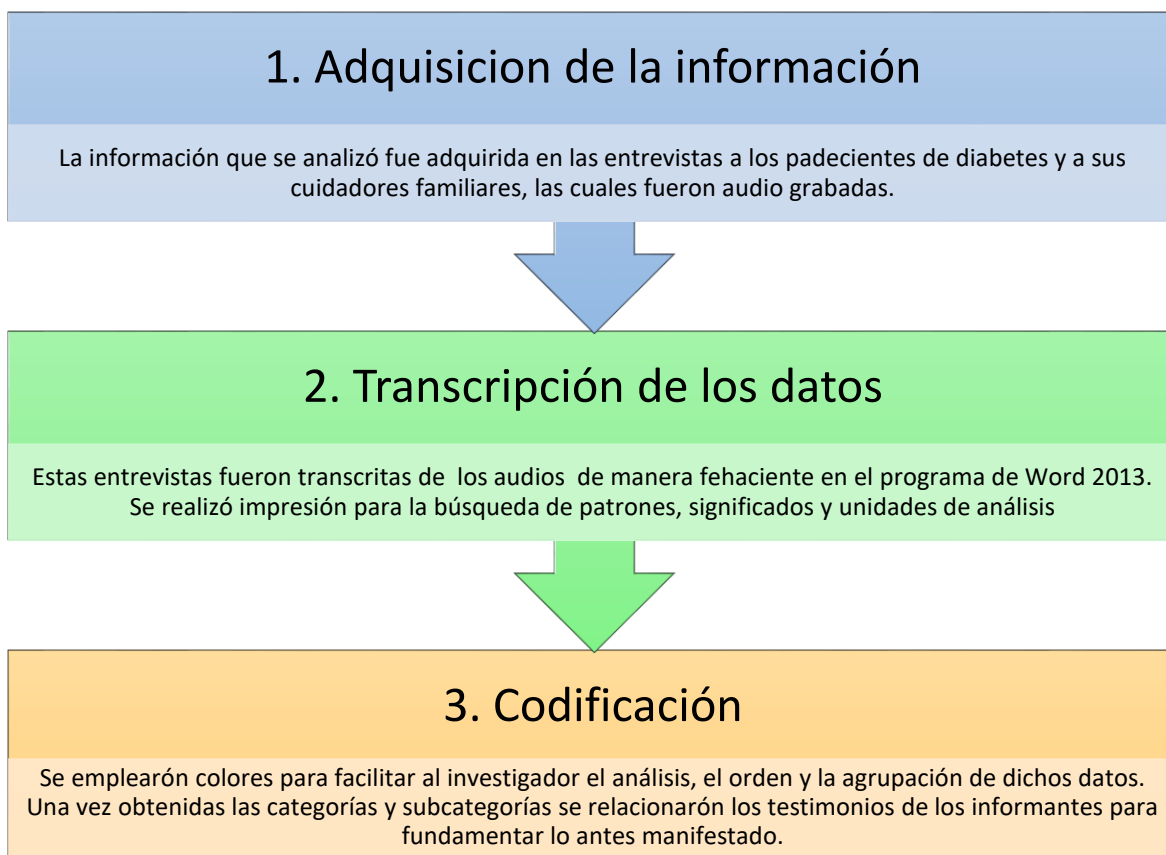 1. Adquisicion de la información
La información que se analizó fue adquirida en las entrevistas a los padecientes de diabetes y a sus
cuidadores familiares, las cuales fueron audio grabadas.
2. Transcripción de los datos
Estas entrevistas fueron transcritas de  los audios  de manera fehaciente en el programa de Word 2013.
Se realizó impresión para la búsqueda de patrones, significados y unidades de análisis
3. Codificación
Se emplearón colores para facilitar al investigador el análisis, el orden y la agrupación de dichos datos.
Una vez obtenidas las categorías y subcategorías se relacionarón los testimonios de los informantes para
fundamentar lo antes manifestado.